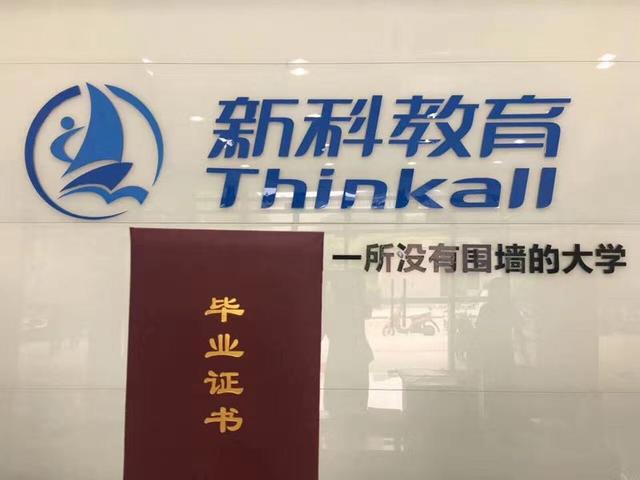 新科教育
Thinkall
一所没有围墙的大学
毕业证书